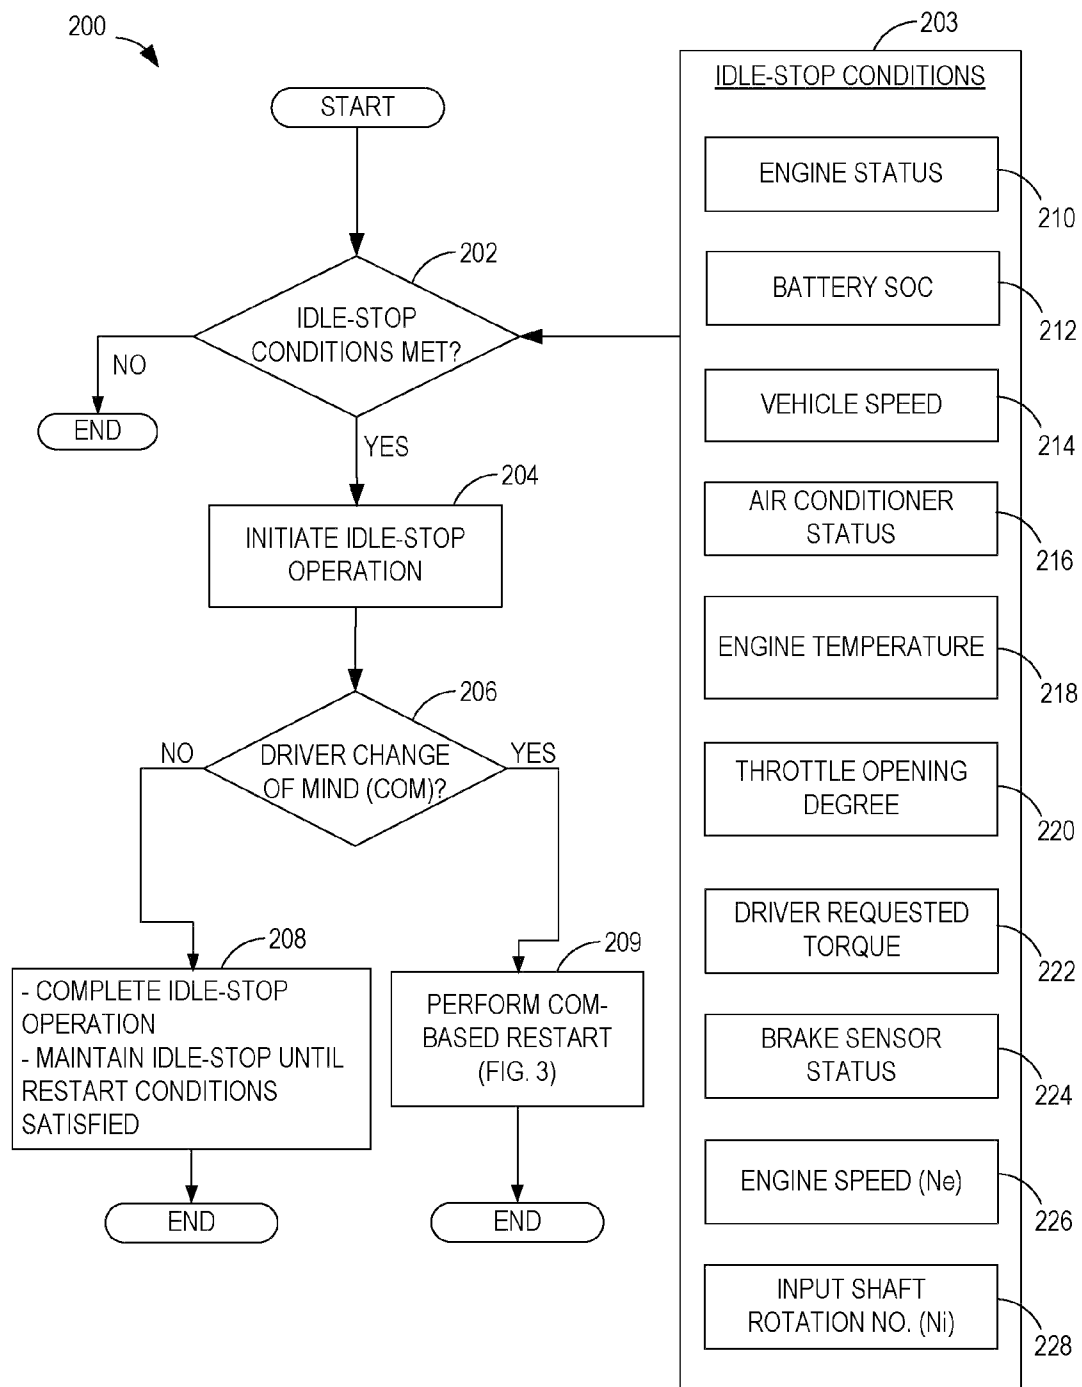 200
START
202
IDLE-STOP
CONDITIONS MET?
NO
END
YES
204
INITIATE IDLE-STOP
OPERATION
206
NO
DRIVER CHANGE
OF MIND (COM)?
YES
208
- COMPLETE IDLE-STOP
OPERATION
- MAINTAIN IDLE-STOP UNTIL
RESTART CONDITIONS
SATISFIED
END
209
PERFORM COM-
BASED RESTART
(FIG. 3)
END
203
IDLE-STOP CONDITIONS
ENGINE STATUS
210
BATTERY SOC
212
VEHICLE SPEED
214
AIR CONDITIONER
STATUS
216
ENGINE TEMPERATURE
218
THROTTLE OPENING
DEGREE
220
DRIVER REQUESTED
TORQUE
222
BRAKE SENSOR
STATUS
224
ENGINE SPEED (Ne)
226
INPUT SHAFT
ROTATION NO. (Ni)
228